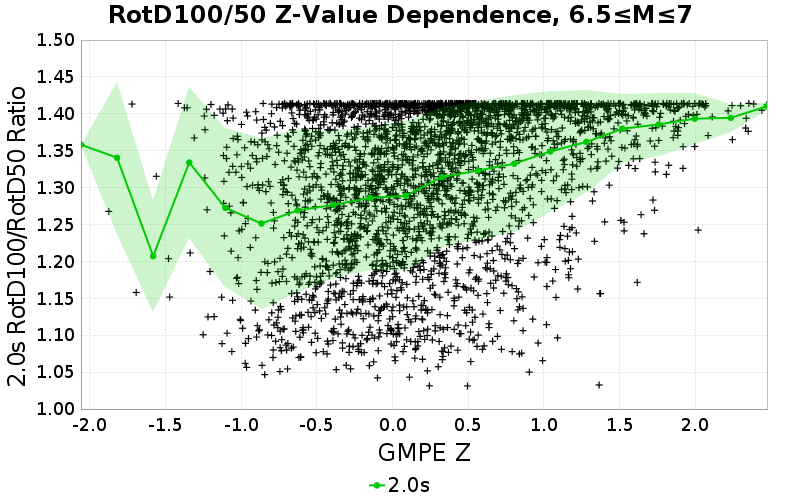 RotD100/50 Z-Value Dependence, 6.5≤M≤7
2.0s RotD100/RotD50 Ratio
1.50
1.45
1.40
1.35
1.30
1.25
1.20
1.15
1.10
1.05
1.00
-2.0 -1.5 -1.0 -0.5 0.0 0.5 1.0 1.5 2.0
GMPE Z
2.0s